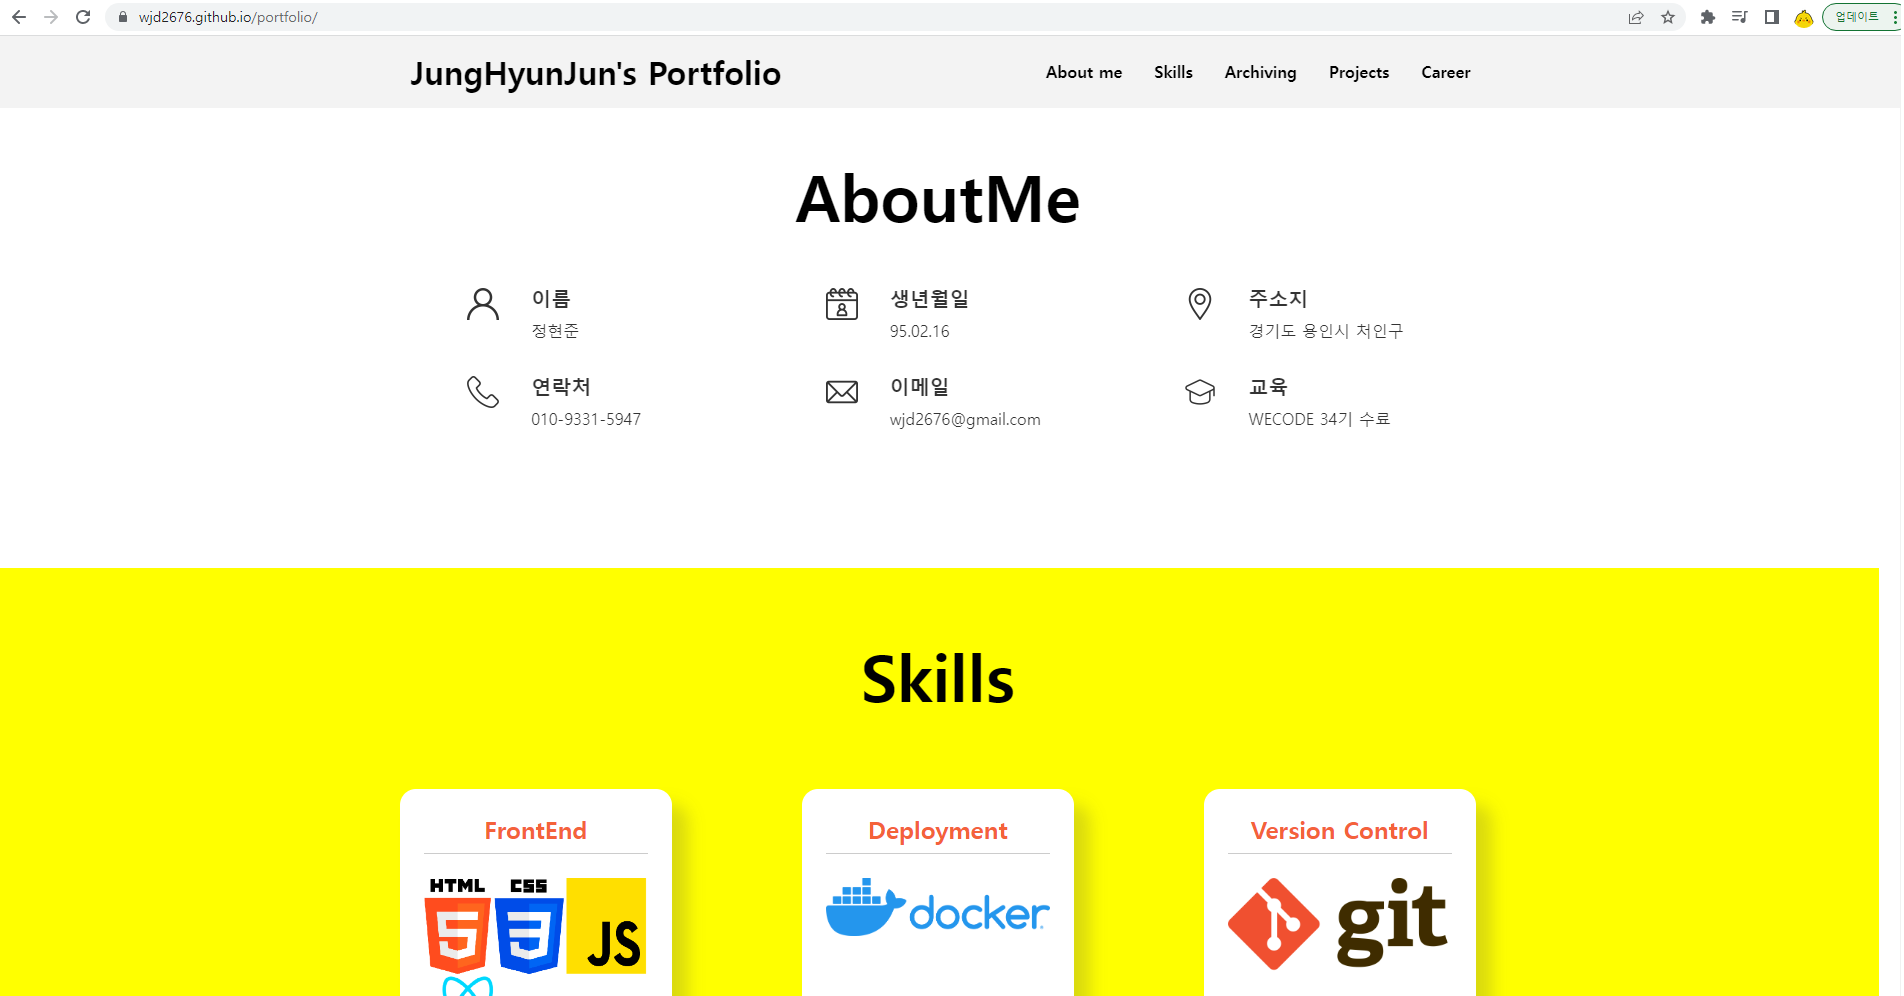 wjd2676.github.io/portfolio/
업데이트
JungHyunJun's Portfolio
About me Skills Archiving Projects Career
AboutMe
이름 생년월일 주소지
정현준 95.02.16 경기도 용인시 처인구
연락처 이메일 교육
010-9331-5947 wjd2676@gmail.com WECODE 34기 수료
Skills
FrontEnd Deployment Version Control
HTML CSS
5 3 JS docker git